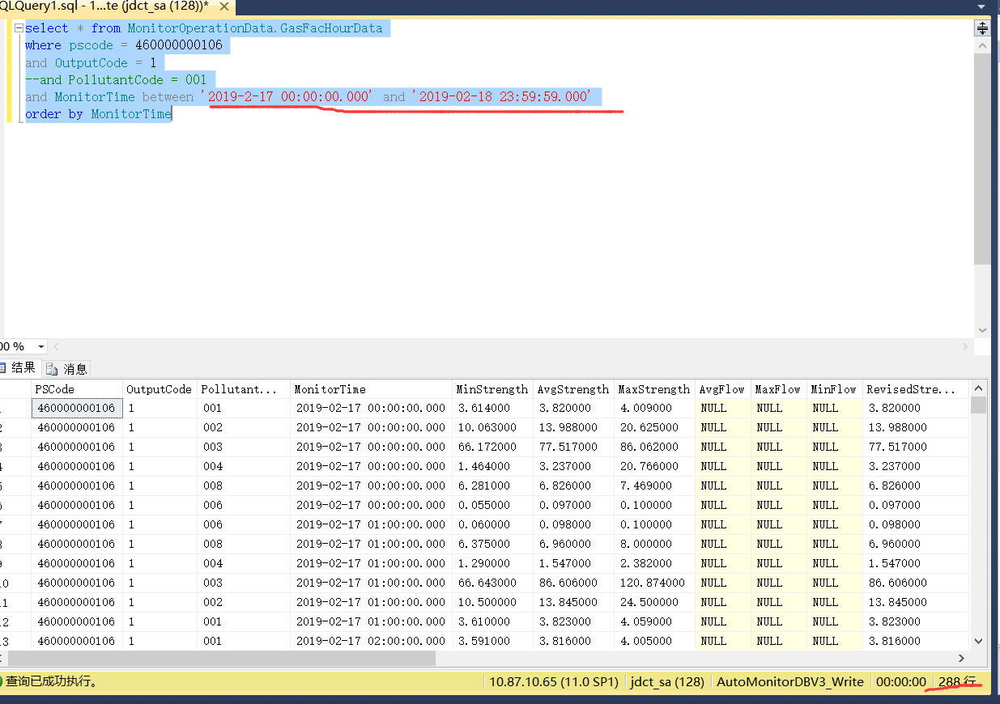 QLQuery1.sql - 1...te (jdct_sa (128))*
select * from MonitorOperationData.GasFacHourData
where pscode = 460000000106
and OutputCode = 1
--and PollutantCode = 001
and MonitorTime between '2019-2-17 00:00:00.000' and '2019-02-18 23:59:59.000'
order by MonitorTime
00 %
结果 消息
PSCode OutputCode Pollutant... MonitorTime MinStrength AvgStrength MaxStrength AvgFlow MaxFlow MinFlow RevisedStre...
460000000106 1 001 2019-02-17 00:00:00.000 3.614000 3.820000 4.009000 NULL NULL NULL 3.820000
2 460000000106 1 002 2019-02-17 00:00:00.000 10.063000 13.988000 20.625000 NULL NULL NULL 13.988000
3 460000000106 1 003 2019-02-17 00:00:00.000 66.172000 77.517000 86.062000 NULL NULL NULL 77.517000
4 460000000106 1 004 2019-02-17 00:00:00.000 1.464000 3.237000 20.766000 NULL NULL NULL 3.237000
5 460000000106 1 008 2019-02-17 00:00:00.000 6.281000 6.826000 7.469000 NULL NULL NULL 6.826000
460000000106 1 006 2019-02-17 00:00:00.000 0.055000 0.097000 0.100000 NULL NULL NULL 0.097000
460000000106 1 006 2019-02-17 01:00:00.000 0.060000 0.098000 0.100000 NULL NULL NULL 0.098000
8 460000000106 1 008 2019-02-17 01:00:00.000 6.375000 6.960000 8.000000 NULL NULL NULL 6.960000
9 460000000106 1 004 2019-02-17 01:00:00.000 1.290000 1.547000 2.382000 NULL NULL NULL 1.547000
.0 460000000106 1 003 2019-02-17 01:00:00.000 66.643000 86.606000 120.874000 NULL NULL NULL 86.606000
.1 460000000106 1 002 2019-02-17 01:00:00.000 10.500000 13.845000 24.500000 NULL NULL NULL 13.845000
.2 460000000106 1 001 2019-02-17 01:00:00.000 3.610000 3.823000 4.059000 NULL NULL NULL 3.823000
.3 460000000106 1 001 2019-02-17 02:00:00.000 3.591000 3.816000 4.005000 NULL NULL NULL 3.816000
查询已成功执行。 10.87.10.65 (11.0 SP1) jdct_sa (128) AutoMonitorDBV3_Write 00:00:00 288 行